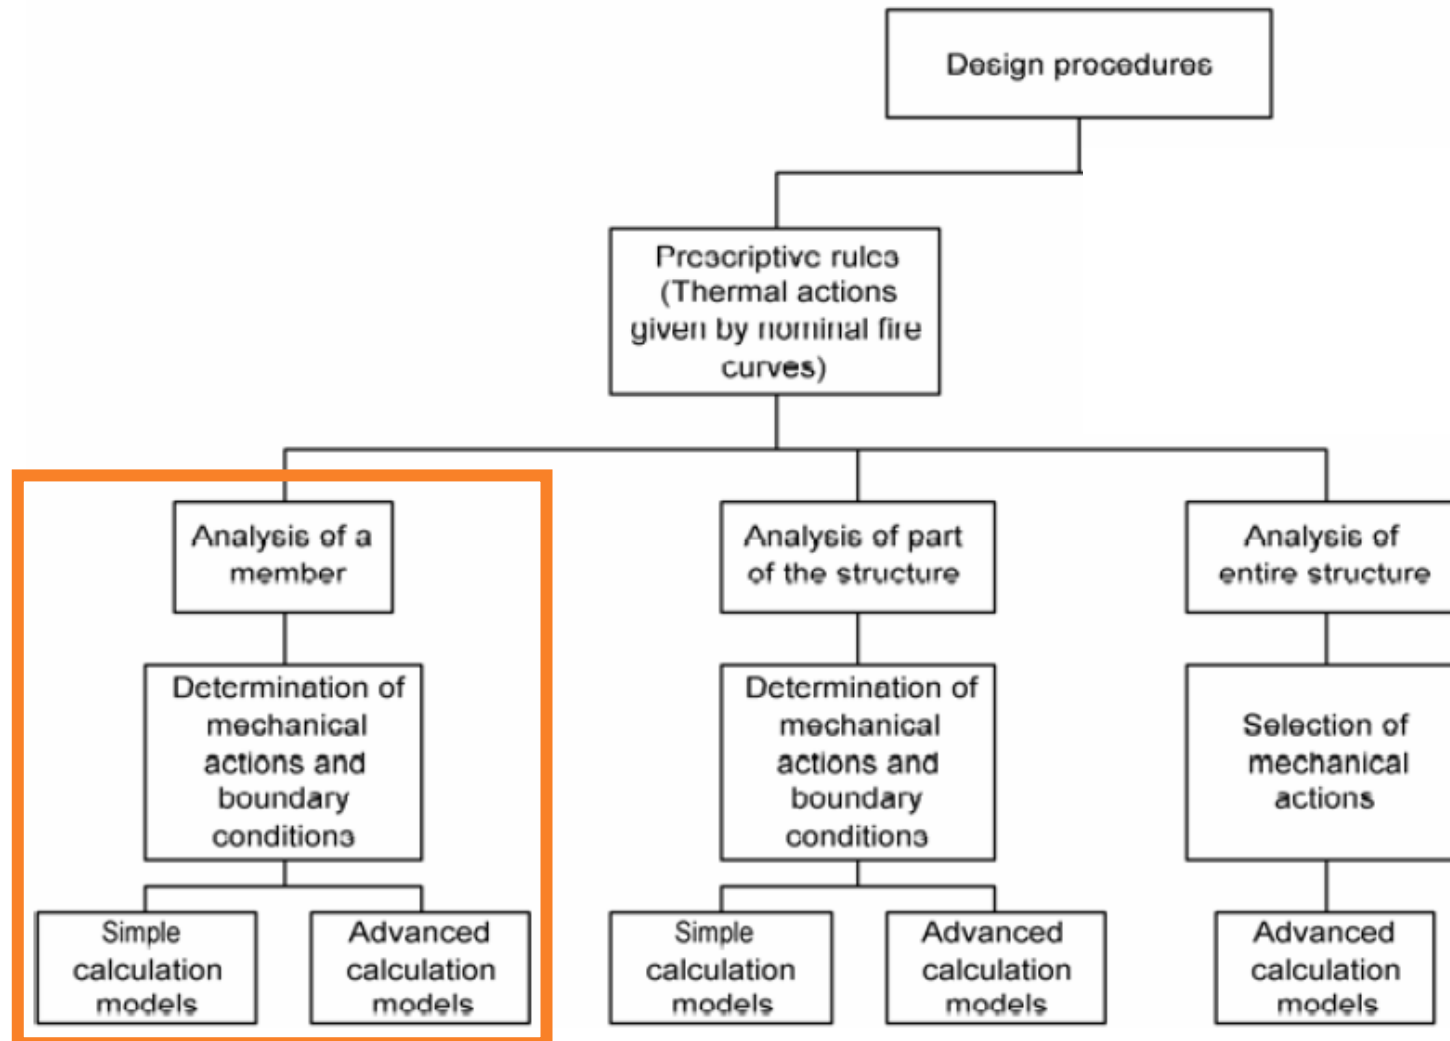 Design procedures
Prescriptive rules
(Thermal actions
given by nominal fire
curves)
Analysis of a
member
Analysis of part
of the structure
Analysis of
entire structure
Determination of
mechanical
actions and
boundary
conditions
Determination of
mechanical
actions and
boundary
conditions
Selection of
mechanical
actions
Simple
calculation
models
Advanced
calculation
models
Simple
calculation
models
Advanced
calculation
models
Advanced
calculation
models